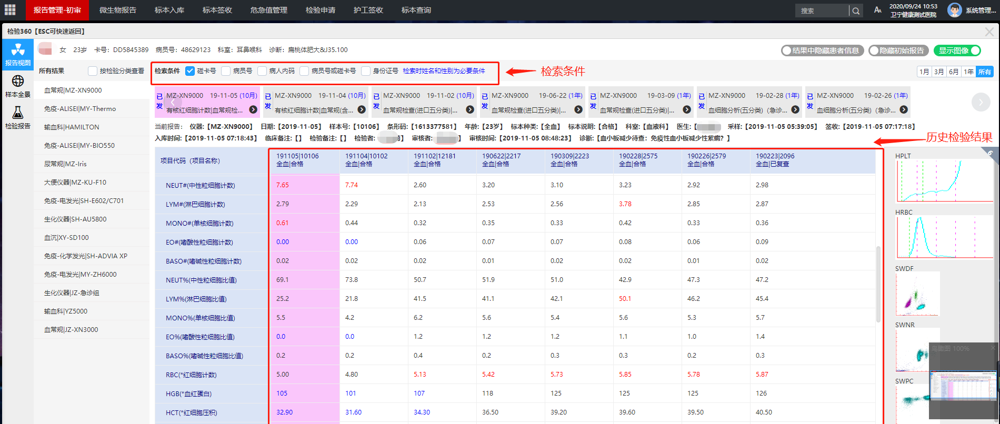 报告管理-初审 微生物报告 标本入库 标本签收 危急值管理 检验申请 护工签收 标本查询 搜索 AA 2020/09/24 10:53 系统管理...
卫宁健康测试医院
检验360【ESC可快速返回】
女 23岁 卡号：DD5845389 病员号：48629123 科室：耳鼻喉科 诊断：扁桃体肥大&J35.100 结果中隐藏患者信息 隐藏初始报告 显示图像
报告视图
样本全景
检验报告
所有结果 按检验分类查看
检索条件 磁卡号 病员号 病人内码 病员号或磁卡号 身份证号 检索时姓名和性别为必要条件
检索条件
1月 3月 6月 1年 所有
血常规|MZ-XN9000
免疫-ALISEI|MY-Thermo
输血科|HAMILTON
免疫-ALISEI|MY-BIO550
尿常规|MZ-Iris
大便仪器|MZ-KU-F10
免疫-电发光|SH-E602/C701
生化仪器|SH-AU5800
血沉|XY-SD100
免疫-化学发光|SH-ADVIA XP
免疫-电发光|MY-ZH6000
生化仪器|JZ-急诊组
输血科|YZ5000
血常规|JZ-XN3000
已发 MZ-XN9000 19-11-05 (10月)
有核红细胞计数|血常规检...
已发 MZ-XN9000 19-11-04 (10月)
有核红细胞计数|血常规(含...
已发 MZ-XN9000 19-11-02 (10月)
血常规检查(进口五分类)|...
已发 MZ-XN9000 19-06-22 (1年)
血常规检查(进口五分类)|...
已发 MZ-XN9000 19-03-09 (1年)
血常规检查(进口五分类)|...
已发 MZ-XN9000 19-02-28 (1年)
血细胞分析(五分类)（急诊...
已发 MZ-XN9000 19-02-26 (1年)
血细胞分析(五分类)（急诊...
当前报告： 仪器:【MZ-XN9000】 日期:【2019-11-05】 样本号:【10106】 条形码:【1613377581】 年龄:【23岁】 标本种类:【全血】 标本说明:【合格】 科室:【血液科】 医生:【 采样:【2019-11-05 05:39:05】 签收:【2019-11-05 07:17:18】
入库时间:【2019-11-05 07:18:43】 临床备注:【】 检验备注:【】 检验者:【 】 审核者:【 】 审核时间:【2019-11-05 08:48:23】 诊断:【血小板减少待查：免疫性血小板减少性紫癜？】
历史检验结果
项目代码（项目名称） 191105|10106 191104|10102 191102|12181 190622|2217 190309|2223 190228|2575 190226|2579 190223|2096
全血|合格 全血|合格 全血|合格 全血|合格 全血|合格 全血|合格 全血|合格 全血|已复查
NEUT#(中性粒细胞计数) 7.65 7.74 2.60 3.20 3.10 3.23 2.92 2.98
LYM#(淋巴细胞计数) 2.79 2.29 2.13 2.53 2.56 3.78 2.85 2.87
MONO#(单核细胞计数) 0.61 0.44 0.32 0.35 0.33 0.42 0.33 0.36
EO#(嗜酸性粒细胞计数) 0.00 0.00 0.06 0.07 0.07 0.08 0.06 0.09
BASO#(嗜碱性粒细胞计数) 0.02 0.02 0.02 0.01 0.02 0.02 0.01 0.02
NEUT%(中性粒细胞比值) 69.1 73.8 50.7 51.9 51.0 42.9 47.3 47.2
LYM%(淋巴细胞比值) 25.2 21.8 41.5 41.1 42.1 50.1 46.2 45.4
MONO%(单核细胞比值) 5.5 4.2 6.2 5.6 5.4 5.6 5.3 5.7
EO%(嗜酸性粒细胞比值) 0.0 0.0 1.2 1.2 1.2 1.1 1.0 1.4
BASO%(嗜碱性粒细胞比值) 0.2 0.2 0.4 0.2 0.3 0.3 0.2 0.3
RBC(*红细胞计数) 5.00 4.80 5.13 5.42 5.73 5.85 5.78 5.87
HGB(*血红蛋白) 105 101 107 118 125 125 125 126
HCT(*红细胞压积) 32.90 31.60 34.30 36.50 39.20 39.60 39.50 40.50
6
HPLT
HRBC
SWDF
SWNR
SWPC
鸟瞰图 100%